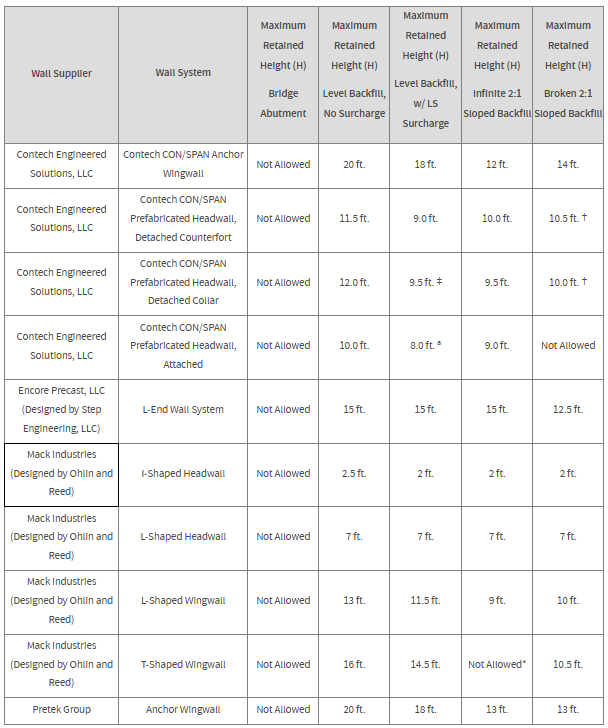 Wall Supplier
Wall System
Maximum
Retained
Height (H)
Bridge
Abutment
Maximum
Retained
Height (H)
Level Backfill,
No Surcharge
Maximum
Retained
Height (H)
Level Backfill,
w/ LS
Surcharge
Maximum
Retained
Height (H)
Infinite 2:1
Sloped Backfill
Maximum
Retained
Height (H)
Broken 2:1
Sloped Backfill
Contech Engineered
Solutions, LLC
Contech CON/SPAN Anchor
Wingwall
Not Allowed
20 ft.
18 ft.
12 ft.
14 ft.
Contech Engineered
Solutions, LLC
Contech CON/SPAN
Prefabricated Headwall,
Detached Counterfort
Not Allowed
11.5 ft.
9.0 ft.
10.0 ft.
10.5 ft. †
Contech Engineered
Solutions, LLC
Contech CON/SPAN
Prefabricated Headwall,
Detached Collar
Not Allowed
12.0 ft.
9.5 ft. ‡
9.5 ft.
10.0 ft. †
Contech Engineered
Solutions, LLC
Contech CON/SPAN
Prefabricated Headwall,
Attached
Not Allowed
10.0 ft.
8.0 ft. a
9.0 ft.
Not Allowed
Encore Precast, LLC
(Designed by Step
Engineering, LLC)
L-End Wall System
Not Allowed
15 ft.
15 ft.
15 ft.
12.5 ft.
Mack Industries
(Designed by Ohlin and
Reed)
I-Shaped Headwall
Not Allowed
2.5 ft.
2 ft.
2 ft.
2 ft.
Mack Industries
(Designed by Ohlin and
Reed)
L-Shaped Headwall
Not Allowed
7 ft.
7 ft.
7 ft.
7 ft.
Mack Industries
(Designed by Ohlin and
Reed)
L-Shaped Wingwall
Not Allowed
13 ft.
11.5 ft.
9 ft.
10 ft.
Mack Industries
(Designed by Ohlin and
Reed)
T-Shaped Wingwall
Not Allowed
16 ft.
14.5 ft.
Not Allowed*
10.5 ft.
Pretek Group
Anchor Wingwall
Not Allowed
20 ft.
18 ft.
13 ft.
13 ft.